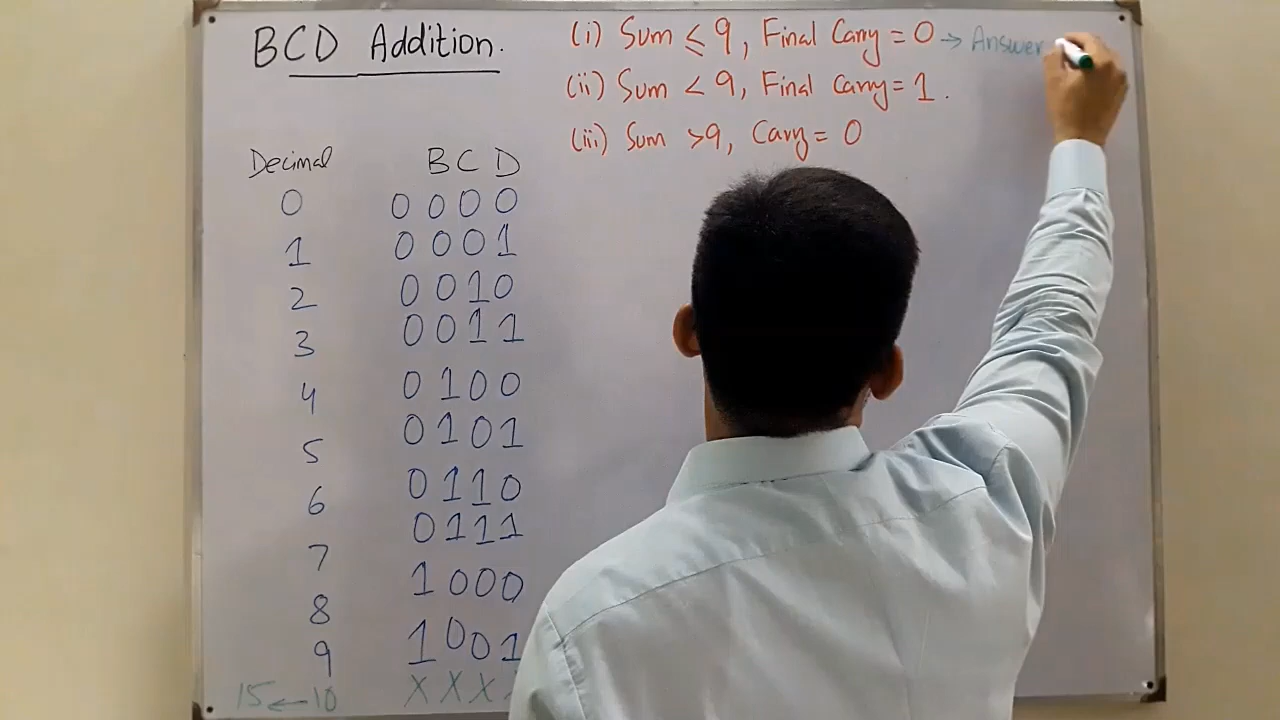 BCD Addition.
(i) Sum ≤ 9, Final Carry = 0 → Answer
(ii) Sum < 9, Final Carry = 1.
(iii) Sum > 9, Carry = 0
Decimal BCD
0 0 0 0 0
1 0 0 0 1
2 0 0 1 0
3 0 0 1 1
4 0 1 0 0
5 0 1 0 1
6 0 1 1 0
7 0 1 1 1
8 1 0 0 0
9 1 0 0 1
15 ← 10 X X X